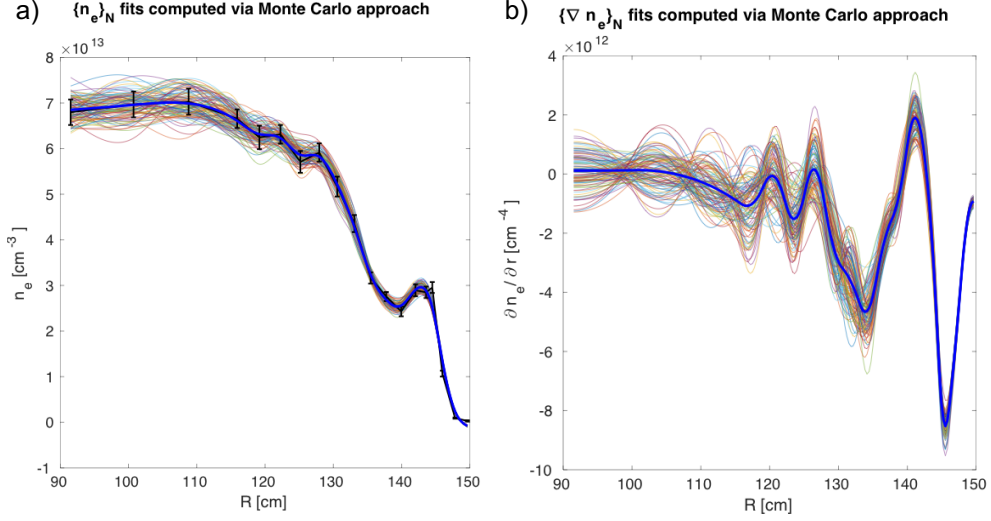 a)
{n_e}_N fits computed via Monte Carlo approach
×10^13
8
7
6
5
4
3
2
1
0
-1
n_e [cm^-3]
90 100 110 120 130 140 150
R [cm]
b)
{∇ n_e}_N fits computed via Monte Carlo approach
×10^12
4
2
0
-2
-4
-6
-8
-10
∂ n_e / ∂ r [cm^-4]
90 100 110 120 130 140 150
R [cm]